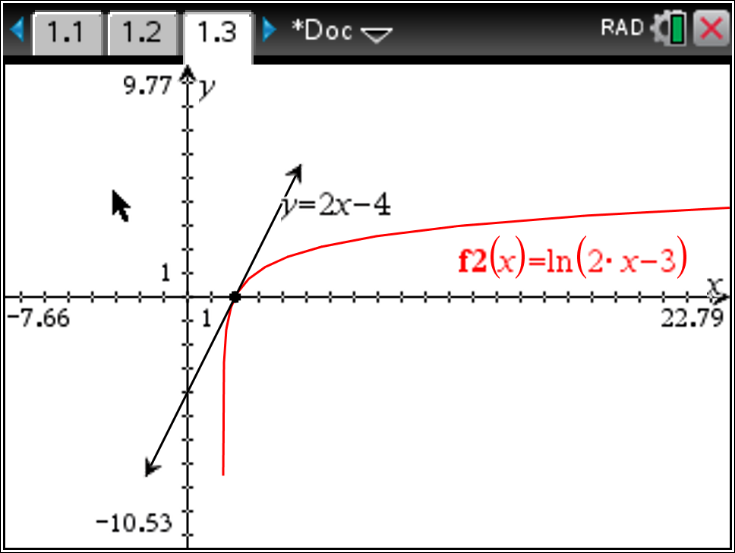 1.1 1.2 1.3 *Doc RAD
9.77 y
y=2x−4
f2(x)=ln(2·x−3)
1
x
−7.66 1 22.79
−10.53